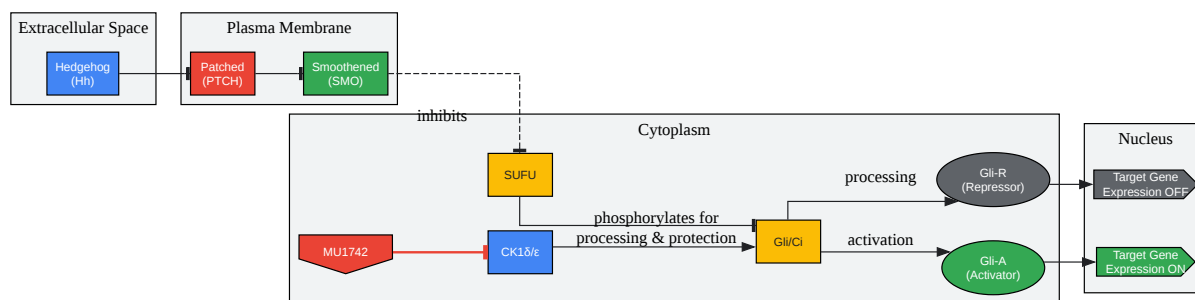 Extracellular Space
Hedgehog
(Hh)
Plasma Membrane
Patched
(PTCH)
Smoothened
(SMO)
inhibits
Cytoplasm
SUFU
phosphorylates for
processing & protection
MU1742
CK1δ/ε
Gli/Ci
processing
activation
Gli-R
(Repressor)
Gli-A
(Activator)
Nucleus
Target Gene
Expression OFF
Target Gene
Expression ON